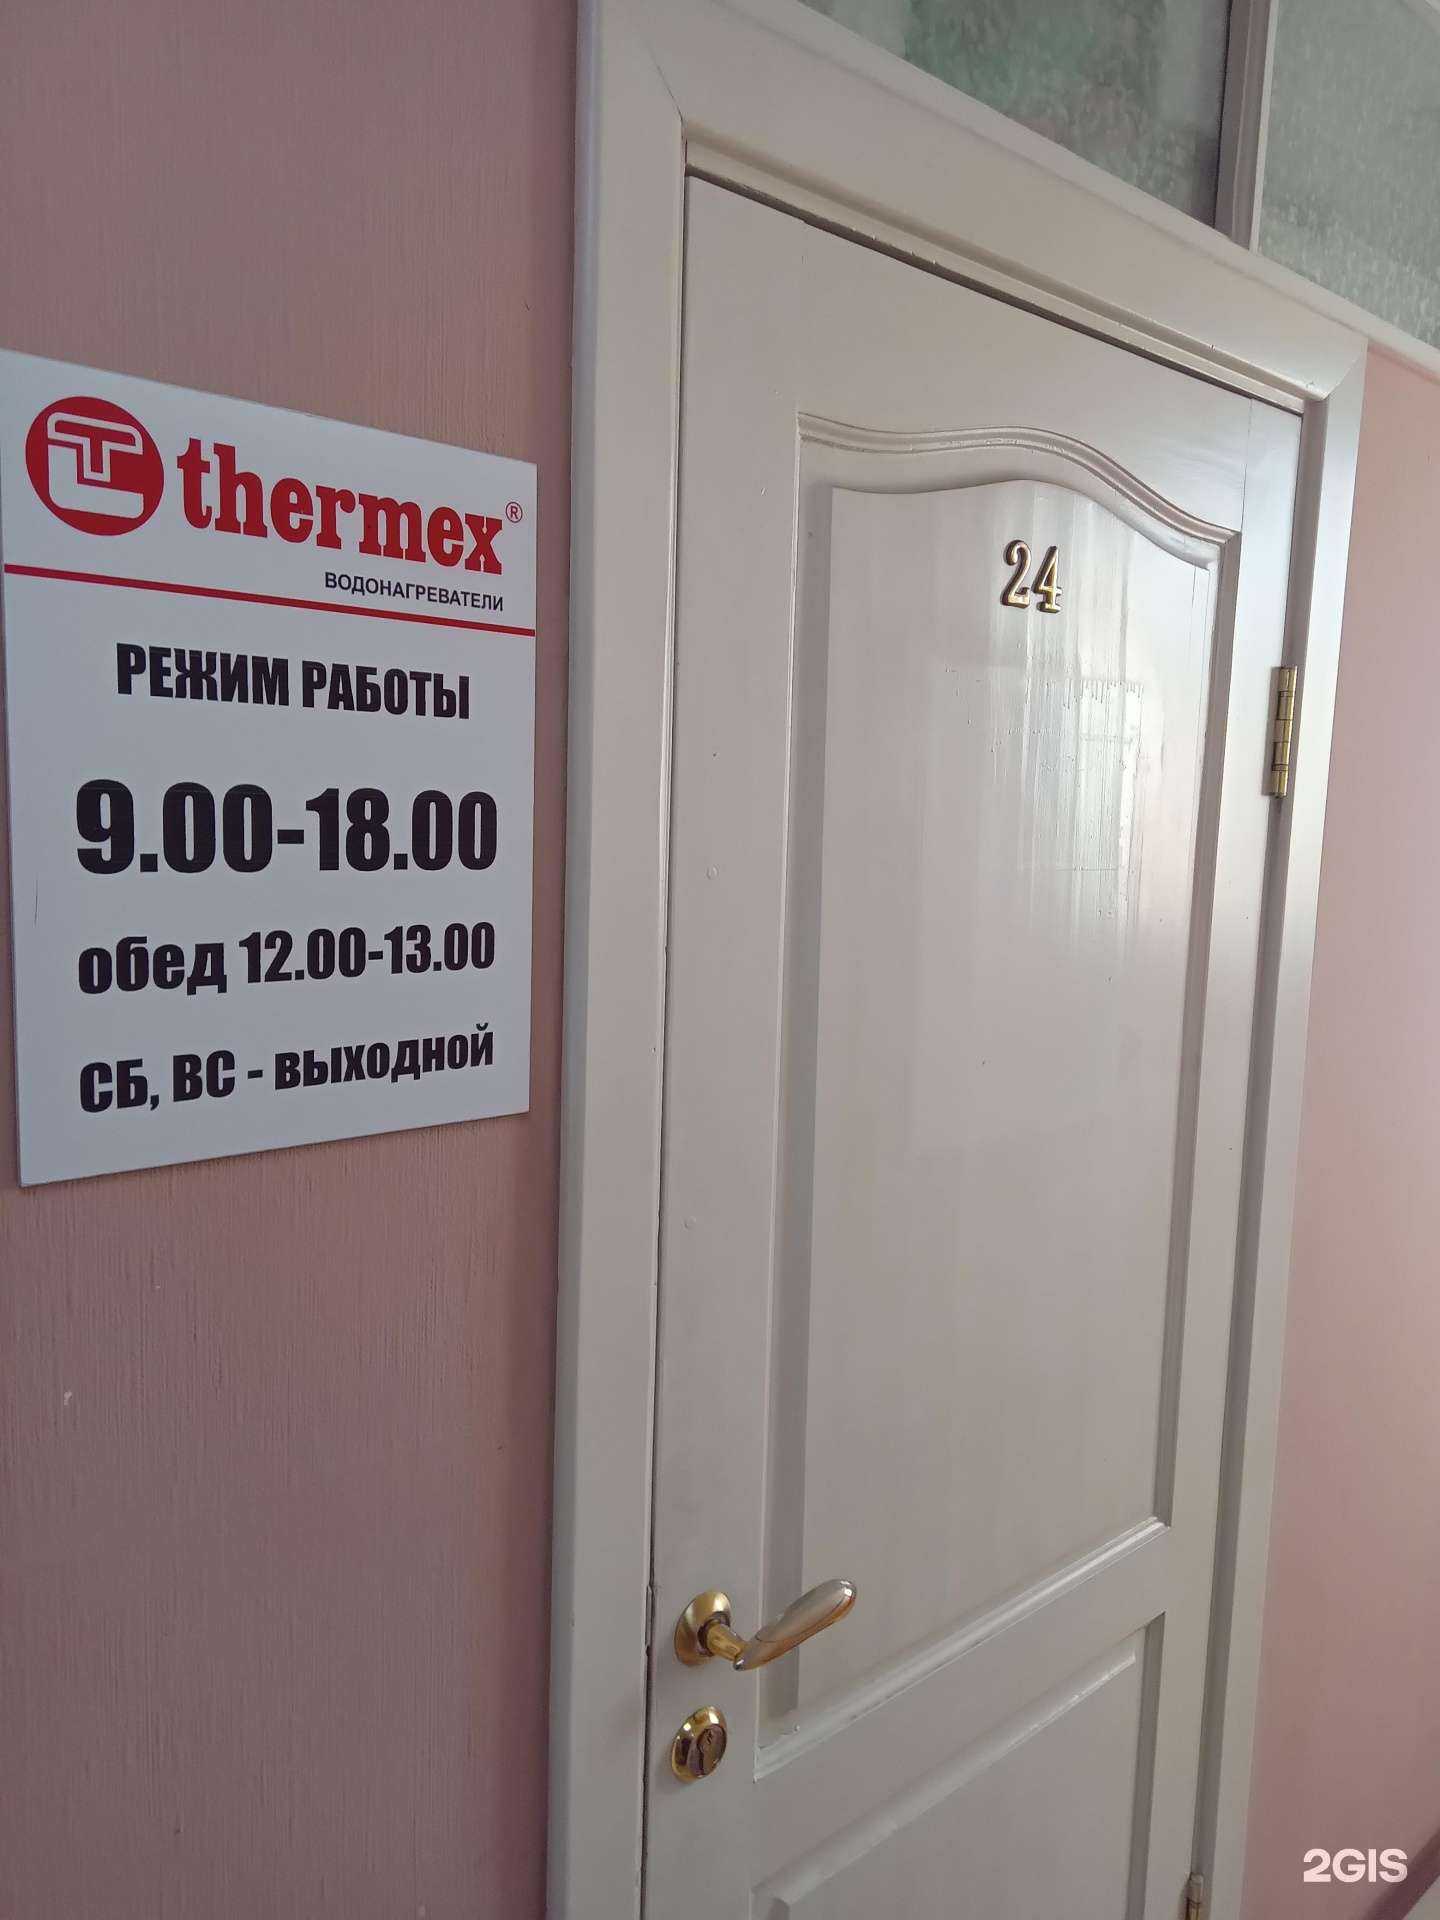 thermex®
ВОДОНАГРЕВАТЕЛИ
РЕЖИМ РАБОТЫ
9.00-18.00
обед 12.00-13.00
СБ, ВС - выходной
24
2GIS